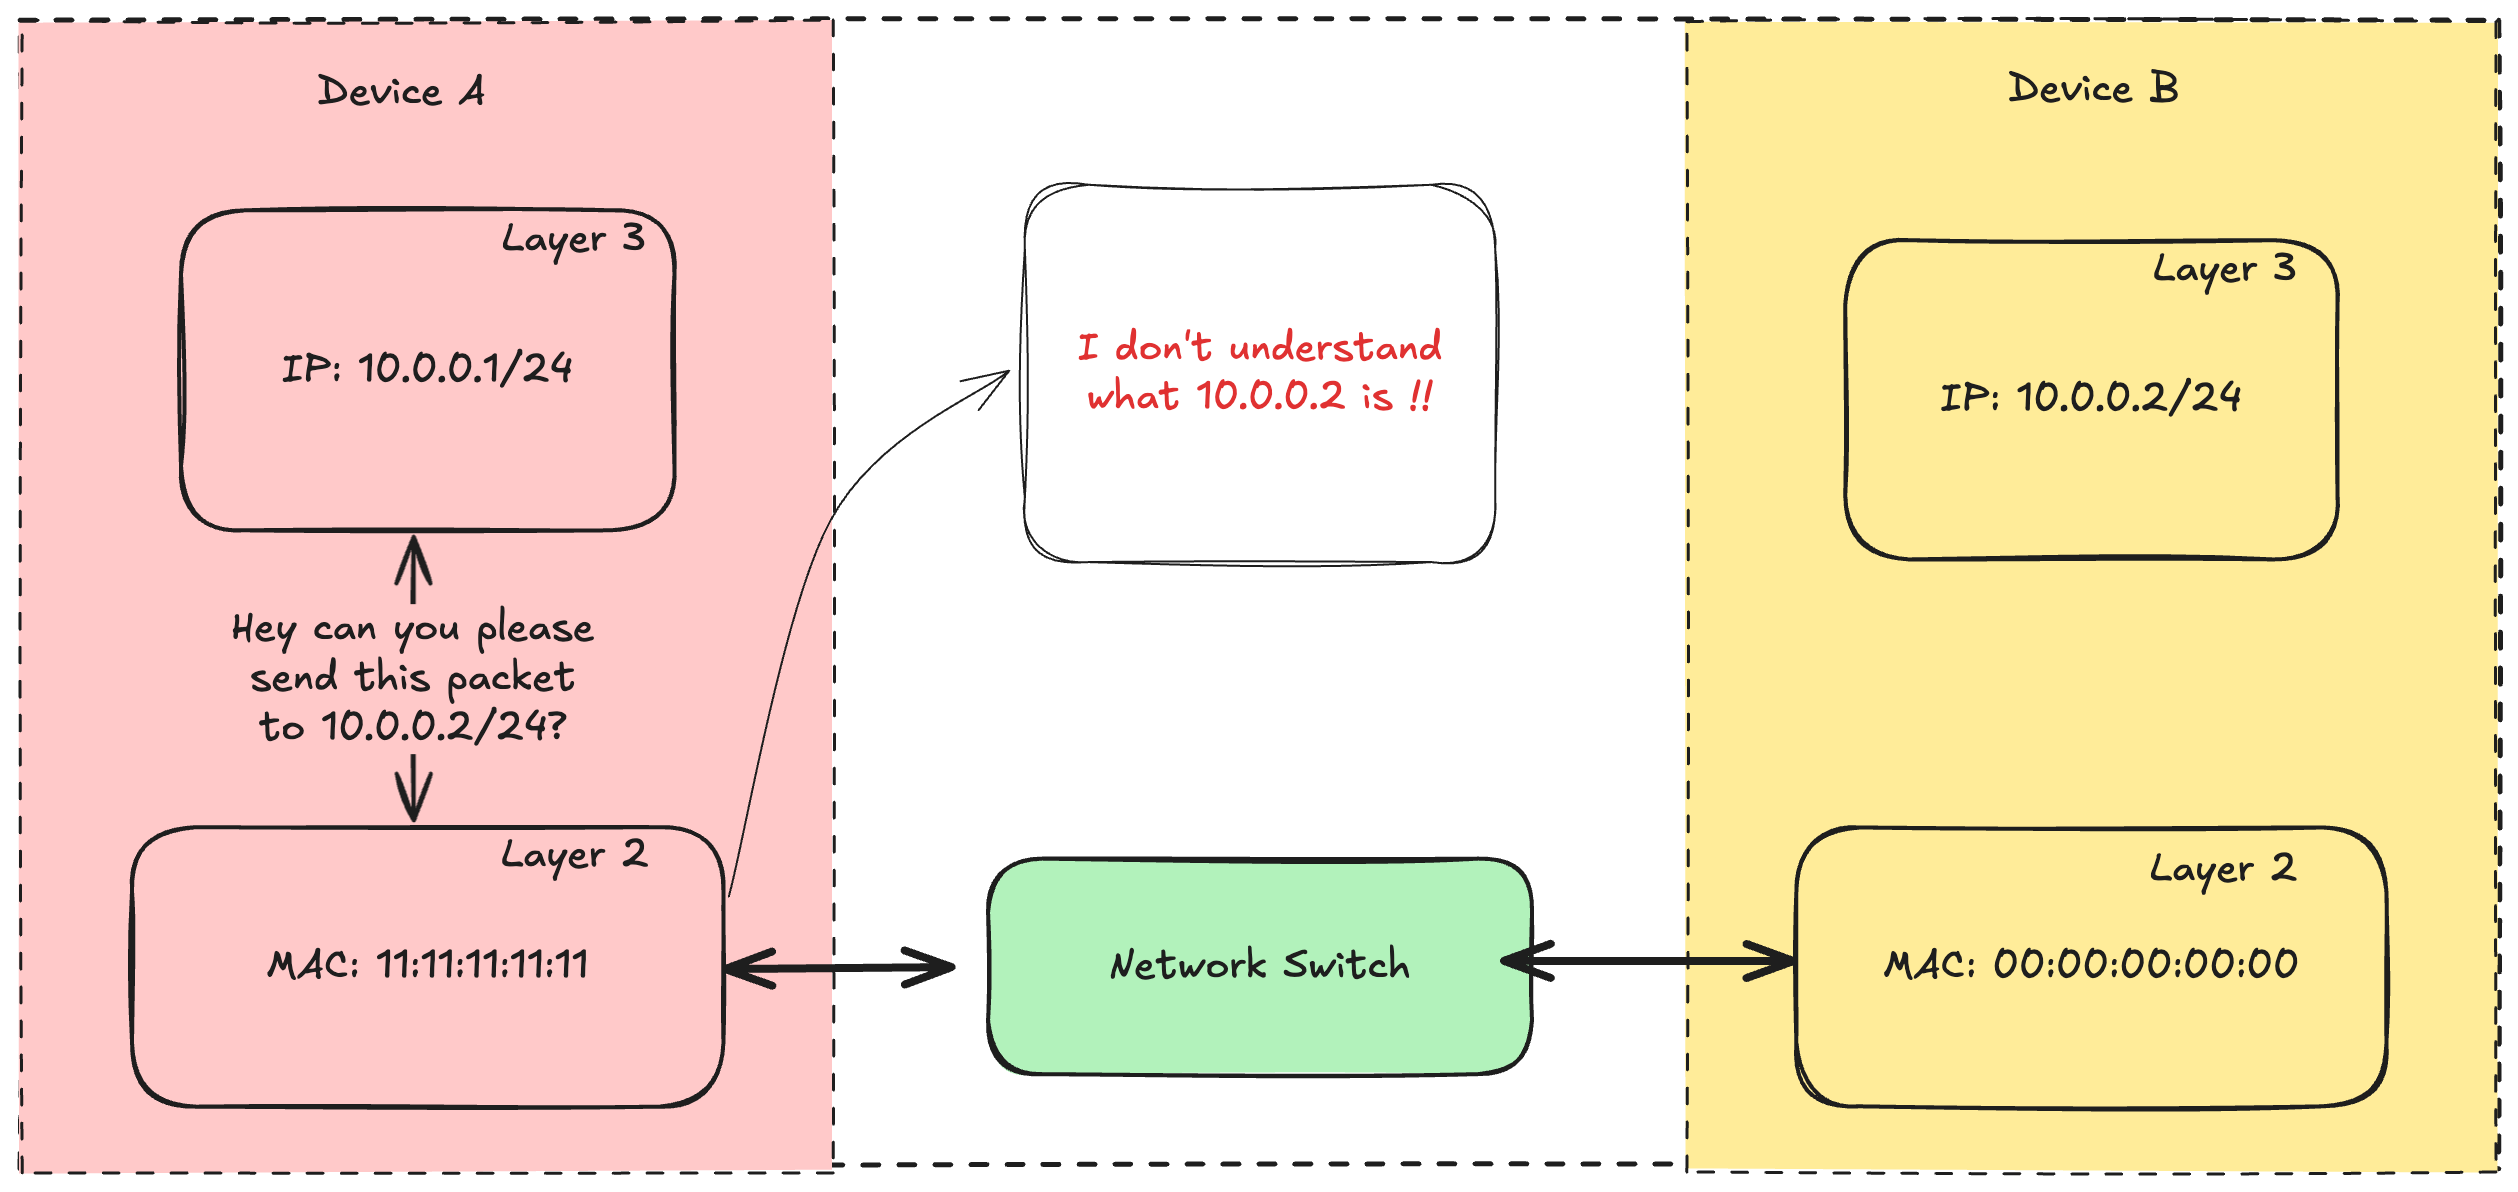 Device A
Layer 3
IP: 10.0.0.1/24
Hey can you please
send this packet
to 10.0.0.2/24?
Layer 2
MAC: 11:11:11:11:11
I don't understand
what 10.0.0.2 is !!
Network Switch
Device B
Layer 3
IP: 10.0.0.2/24
Layer 2
MAC: 00:00:00:00:00